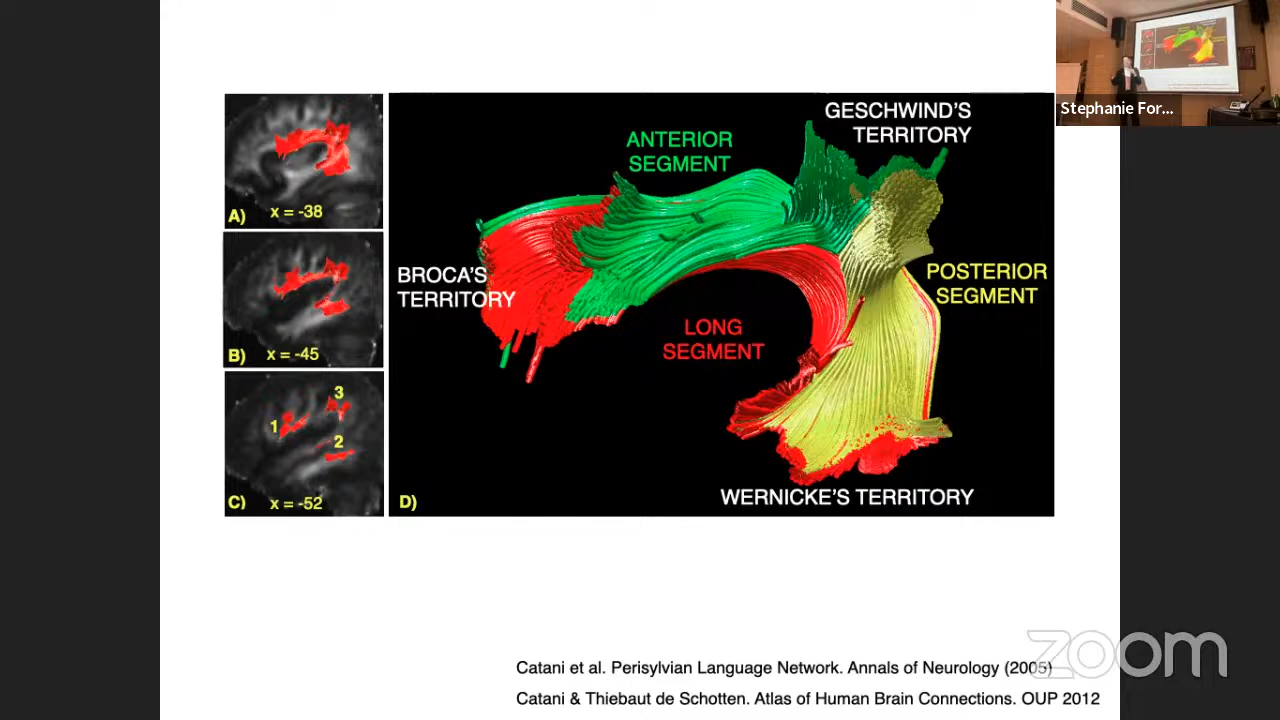 Stephanie For...
GESCHWIND'S
TERRITORY
ANTERIOR
SEGMENT
A) x = -38
BROCA'S
TERRITORY
POSTERIOR
SEGMENT
LONG
SEGMENT
B) x = -45
3
1
2
C) x = -52
D)
WERNICKE'S TERRITORY
zoom
Catani et al. Perisylvian Language Network. Annals of Neurology (2005)
Catani & Thiebaut de Schotten. Atlas of Human Brain Connections. OUP 2012